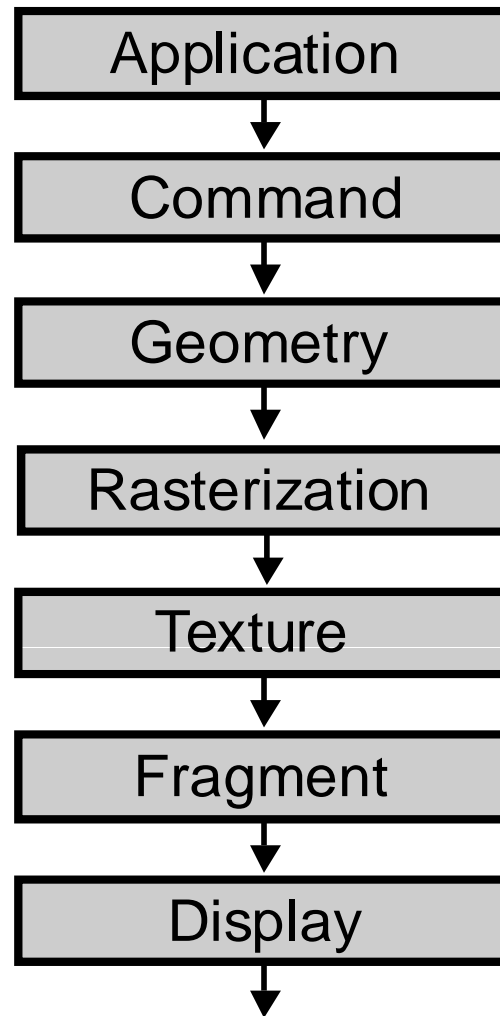 Application
Command
Geometry
Rasterization
Texture
Fragment
Display